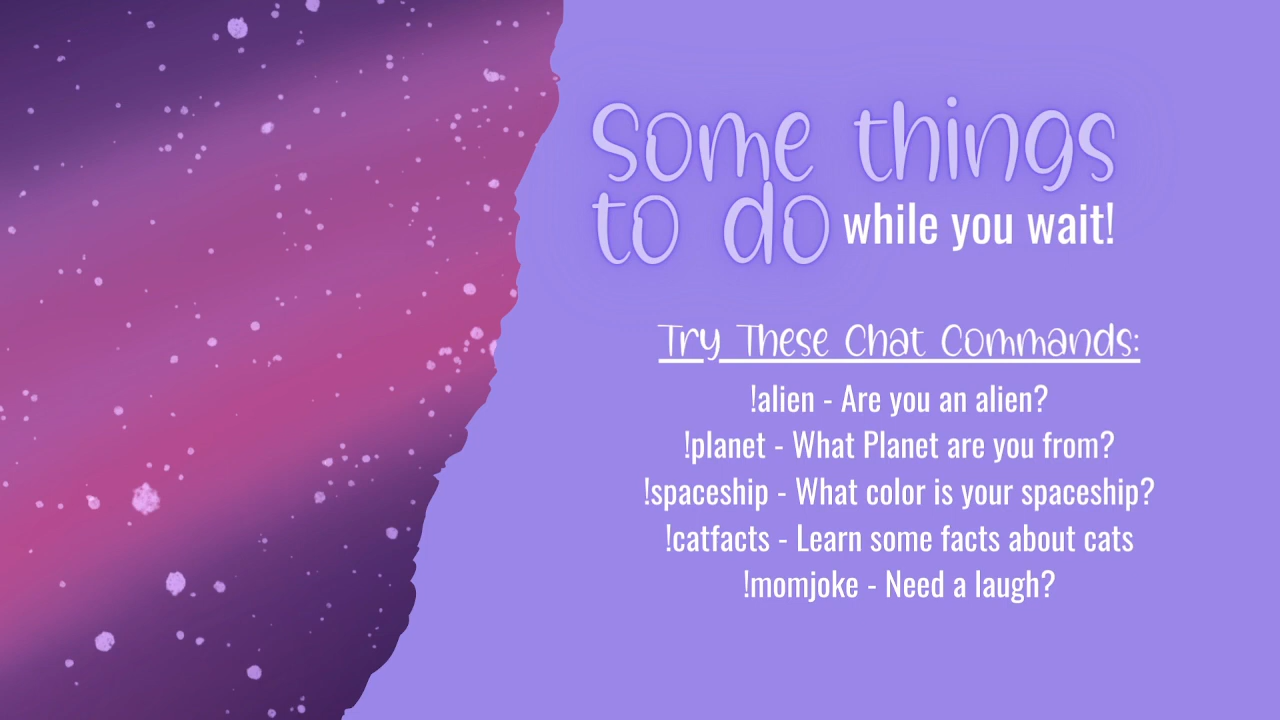 Some things
to do while you wait!
Try These Chat Commands:
!alien - Are you an alien?
!planet - What Planet are you from?
!spaceship - What color is your spaceship?
!catfacts - Learn some facts about cats
!momjoke - Need a laugh?